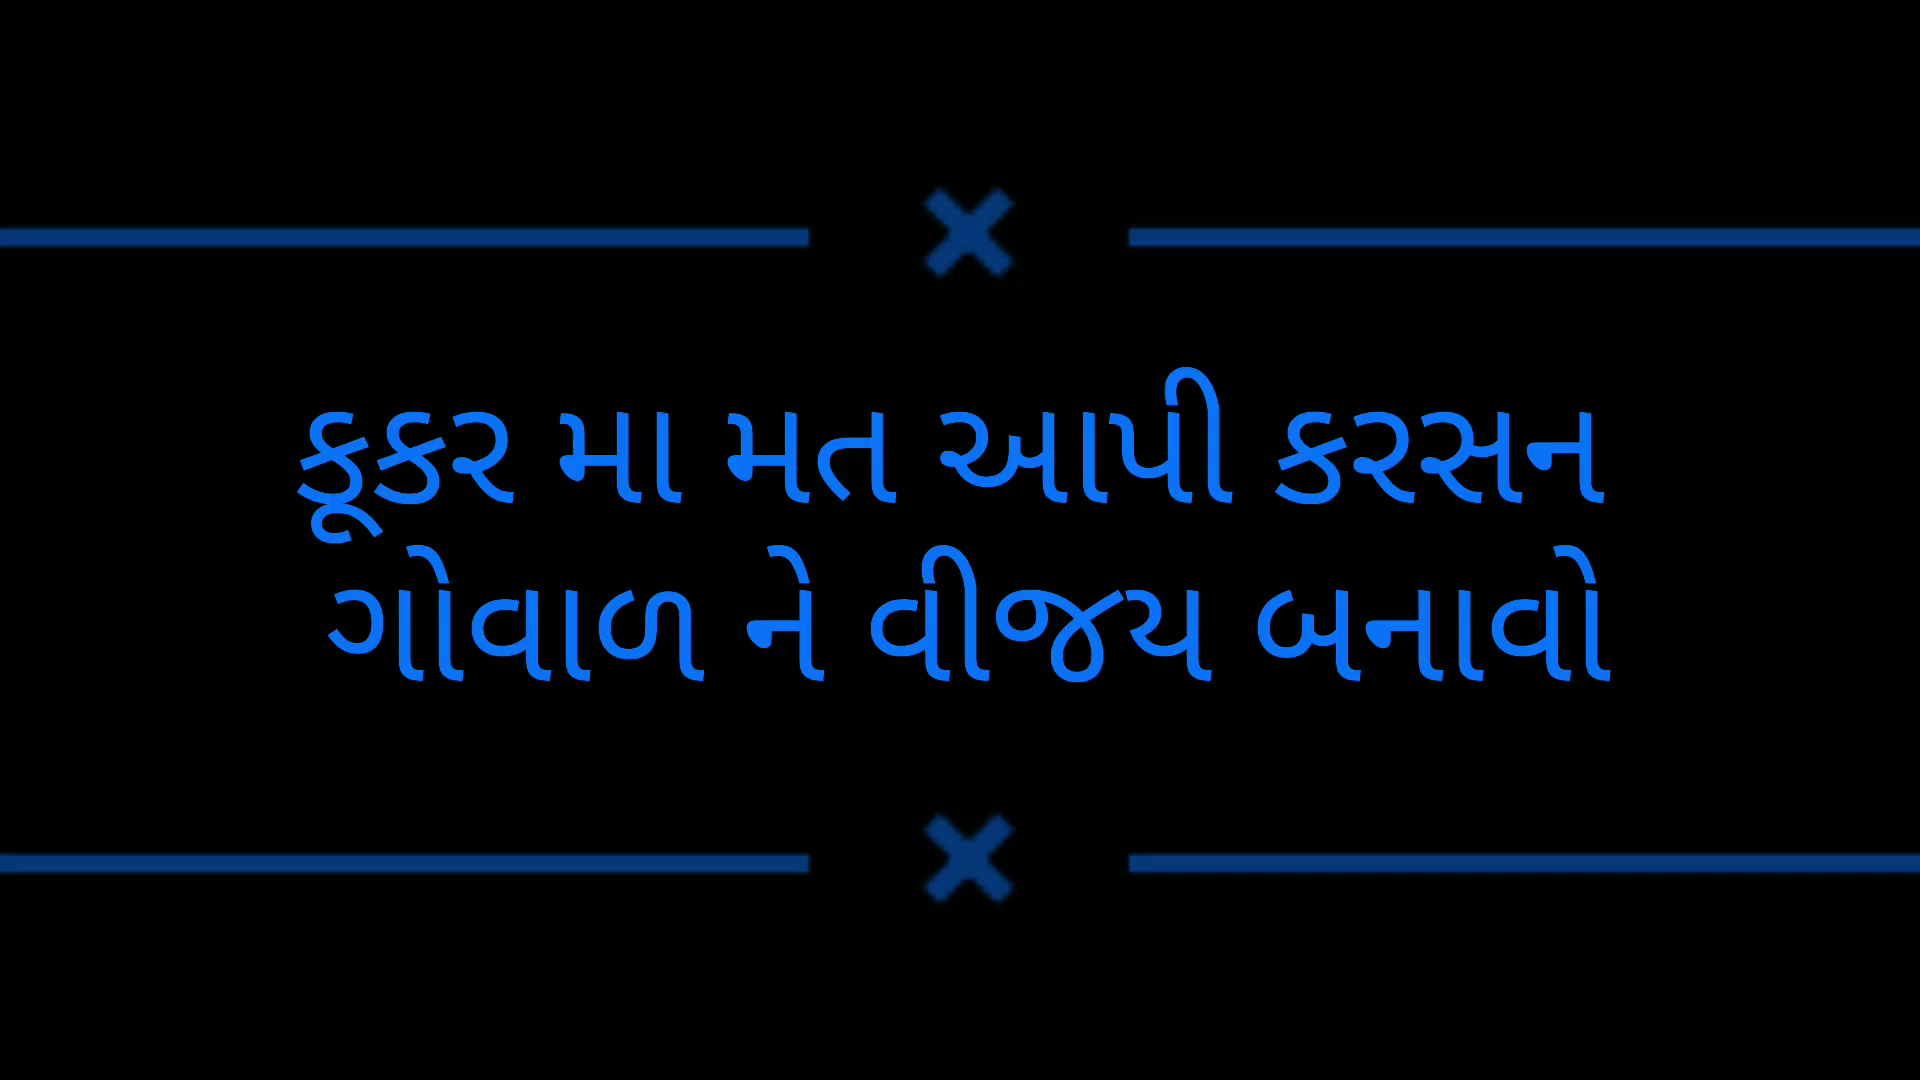 કૂકર મા મત આપી કરસન
ગોવાળ ને વીજય બનાવો